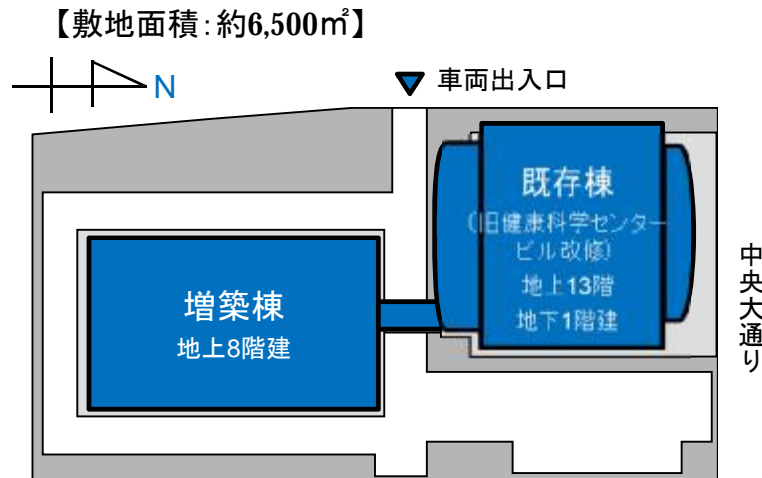 【敷地面積:約6,500㎡】
N
車両出入口
既存棟
(旧健康科学センター
ビル改修)
地上13階
地下1階建
増築棟
地上8階建
中央大通り